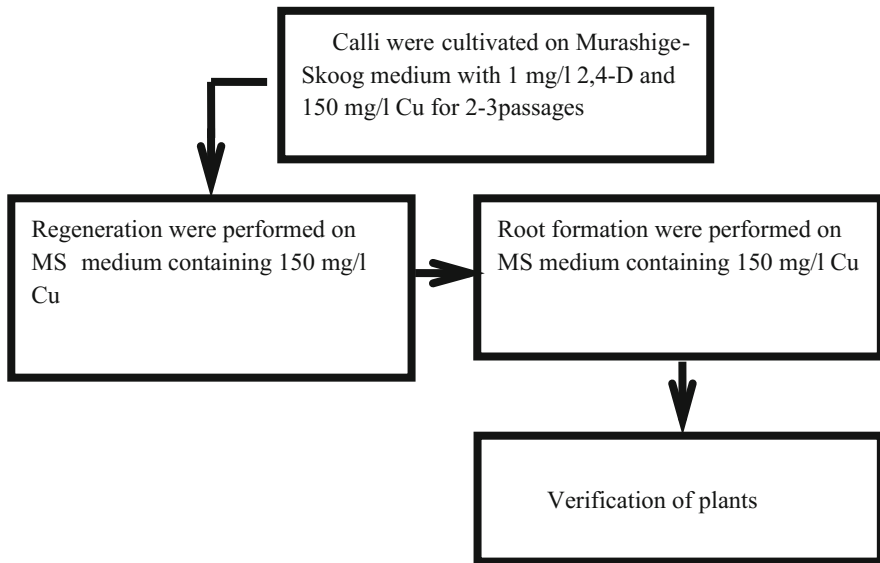 Calli were cultivated on Murashige-
Skoog medium with 1 mg/l 2,4-D and
150 mg/l Cu for 2-3passages
Regeneration were performed on
MS medium containing 150 mg/l
Cu
Root formation were performed on
MS medium containing 150 mg/l Cu
Verification of plants